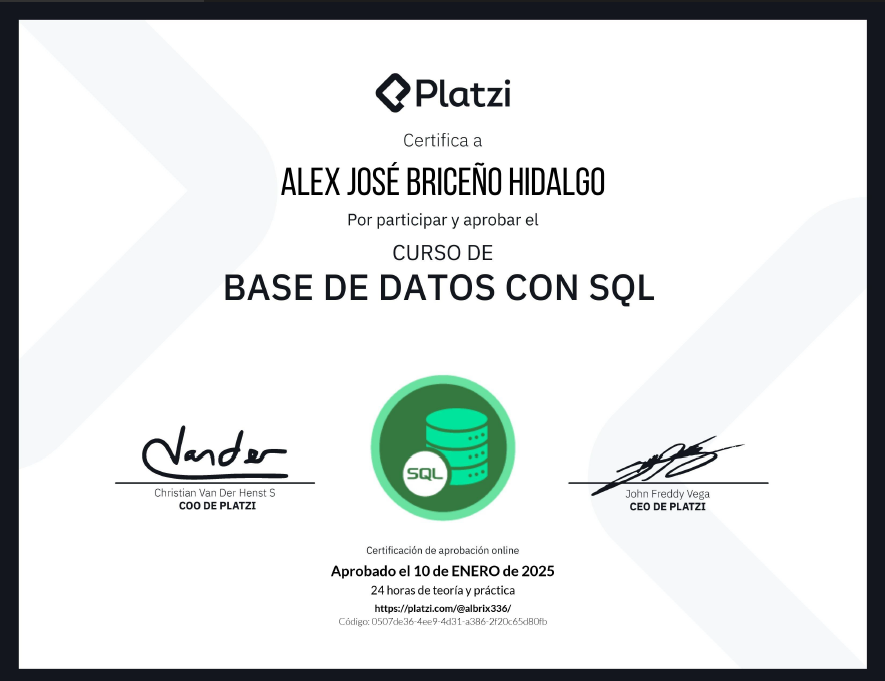 Platzi
Certifica a
ALEX JOSÉ BRICEÑO HIDALGO
Por participar y aprobar el
CURSO DE
BASE DE DATOS CON SQL
Vander
SQL
Christian Van Der Henst S
COO DE PLATZI
John Freddy Vega
CEO DE PLATZI
Certificación de aprobación online
Aprobado el 10 de ENERO de 2025
24 horas de teoría y práctica
https://platzi.com/@albrix336/
Código: 0507de36-4ee9-4d31-a386-2f20c65d80fb